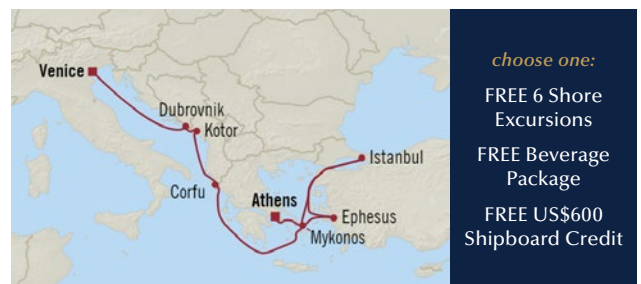 Venice
Dubrovnik
Kotor
Istanbul
Corfu
Athens
Ephesus
Mykonos
choose one:
FREE 6 Shore
Excursions
FREE Beverage
Package
FREE US$600
Shipboard Credit